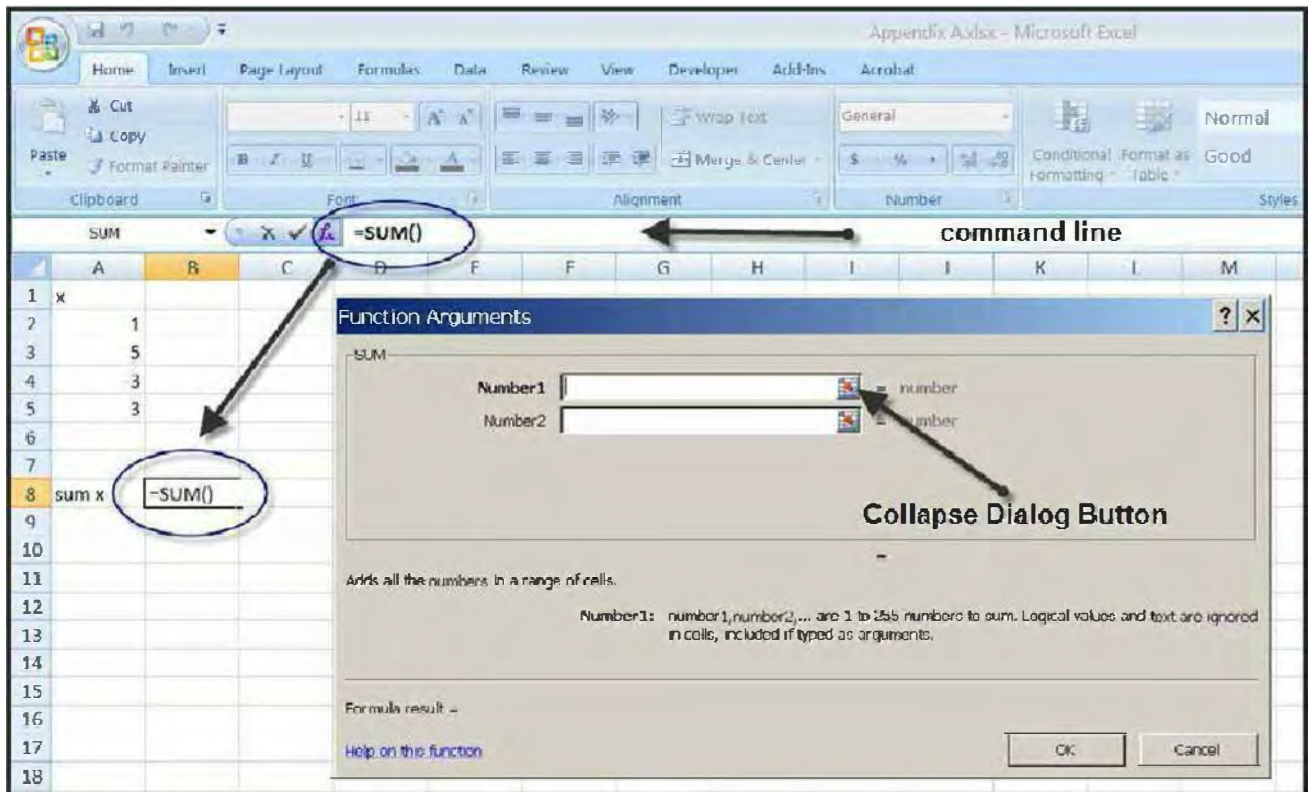 Appendix A.xlsx - Microsoft Excel
Home Insert Page Layout Formulas Data Review View Developer Add-Ins Acrobat
Cut
Copy
Paste
Format Painter
11 A A
Wrap Text
General
Normal
B I U
Merge & Center
$ %
Conditional Formatting
Format as Table
Good
Clipboard Font Alignment Number Styles
SUM fx =SUM()
command line
A B C D E F G H I J K L M
1 x
2 1
3 5
4 3
5 3
6
7
8 sum x =SUM()
9
10
11
12
13
14
15
16
17
18
Function Arguments ? ×
SUM
Number1 = number
Number2 = number
Collapse Dialog Button
=
Adds all the numbers in a range of cells.
Number1: number1,number2,... are 1 to 255 numbers to sum. Logical values and text are ignored
in cells, included if typed as arguments.
Formula result =
Help on this function
OK Cancel